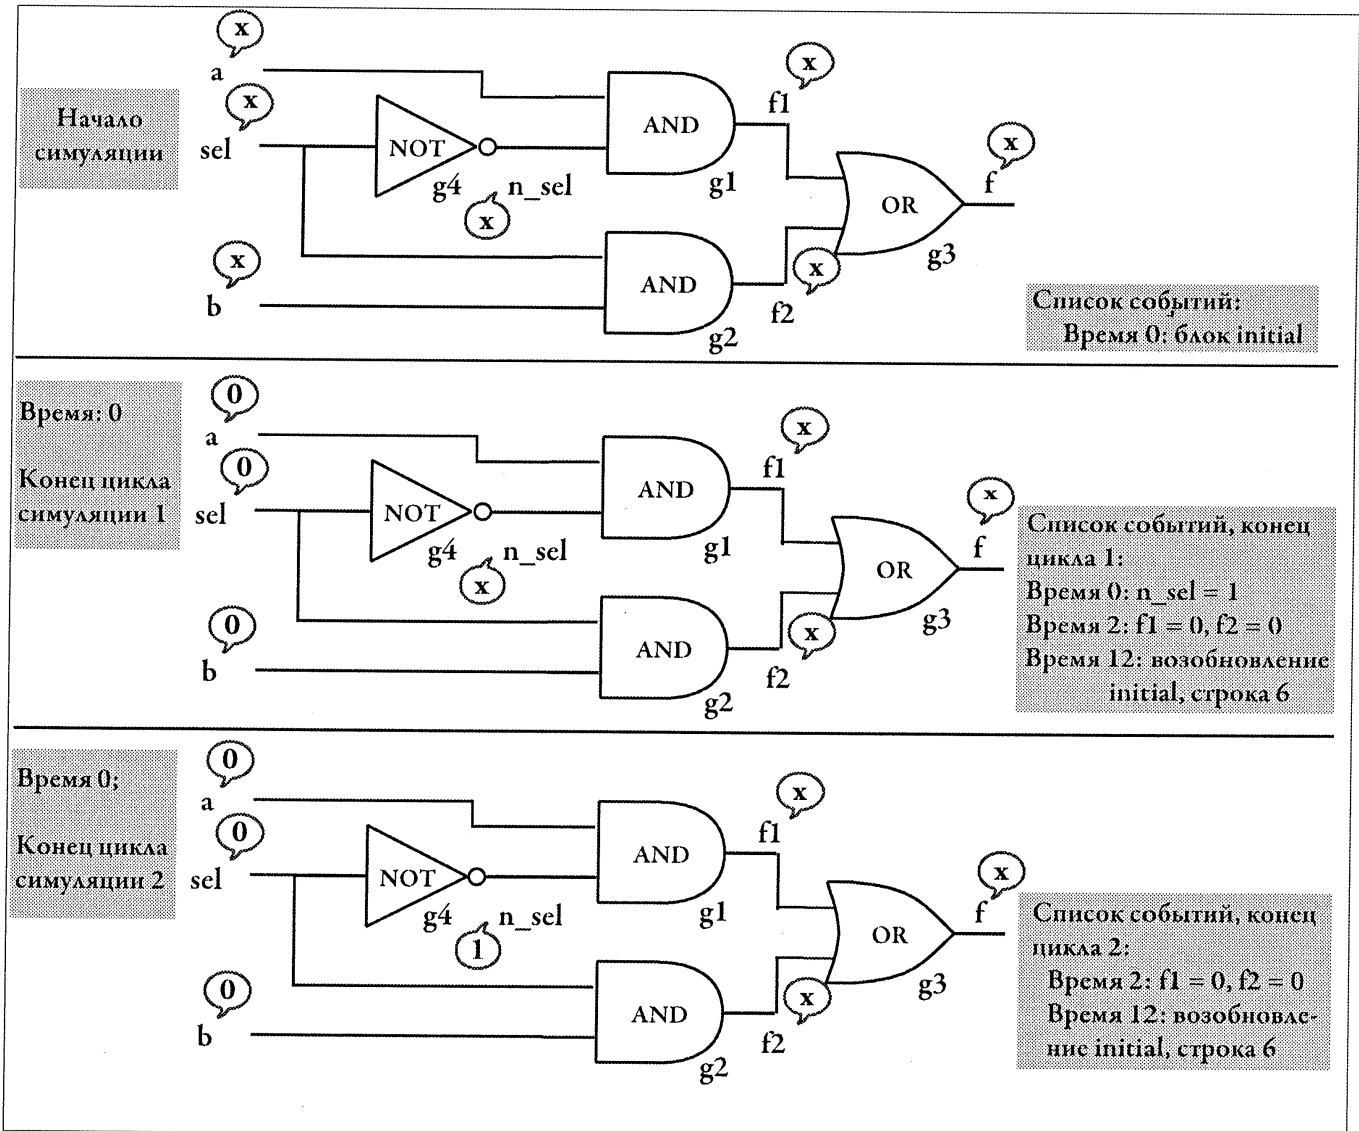 x
a
x
Начало
симуляции
sel
NOT
g4
n_sel
x
x
b
AND
g1
AND
g2
x
f1
x
f2
OR
g3
x
f
Список событий:
Время 0: блок initial
Время: 0
Конец цикла
симуляции 1
0
a
0
sel
NOT
g4
n_sel
x
0
b
AND
g1
AND
g2
x
f1
x
f2
OR
g3
x
f
Список событий, конец
цикла 1:
Время 0: n_sel = 1
Время 2: f1 = 0, f2 = 0
Время 12: возобновление
initial, строка 6
Время 0;
Конец цикла
симуляции 2
0
a
0
sel
NOT
g4
n_sel
1
0
b
AND
g1
AND
g2
x
f1
x
f2
OR
g3
x
f
Список событий, конец
цикла 2:
Время 2: f1 = 0, f2 = 0
Время 12: возобновле-
ние initial, строка 6